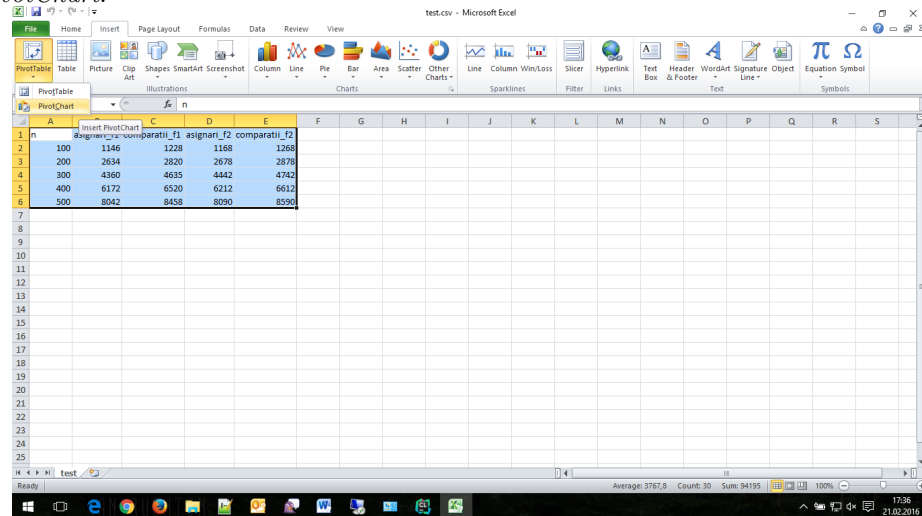 test.csv - Microsoft Excel
File Home Insert Page Layout Formulas Data Review View
PivotTable Table Picture Clip Art Shapes SmartArt Screenshot Column Line Pie Bar Area Scatter Other Charts Line Column Win/Loss Slicer Hyperlink Text Box Header & Footer WordArt Signature Line Object Equation Symbol
Illustrations Charts Sparklines Filter Links Text Symbols
PivotTable
PivotChart
fx n
Insert PivotChart
A C D E F G H I J K L M N O P Q R S
1 n asignari_f1 comparatii_f1 asignari_f2 comparatii_f2
2 100 1146 1228 1168 1268
3 200 2634 2820 2678 2878
4 300 4360 4635 4442 4742
5 400 6172 6520 6212 6612
6 500 8042 8458 8090 8590
7
8
9
10
11
12
13
14
15
16
17
18
19
20
21
22
23
24
25
test
Ready Average: 3767,8 Count: 30 Sum: 94195 100%
17:36
21.02.2016